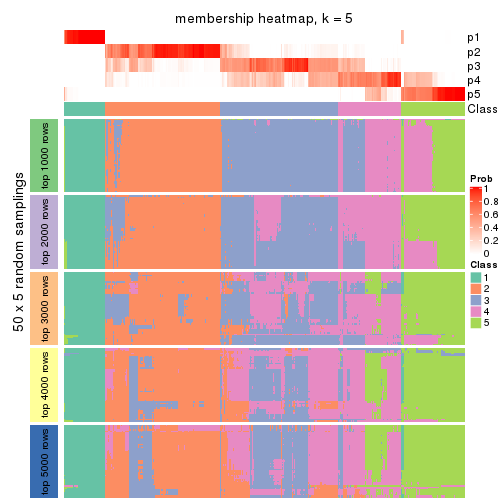 membership heatmap, k = 5
p1
p2
p3
p4
p5
Class
50 x 5 random samplings
top 1000 rows
top 2000 rows
top 3000 rows
top 4000 rows
top 5000 rows
Prob
1
0.8
0.6
0.4
0.2
0
Class
1
2
3
4
5